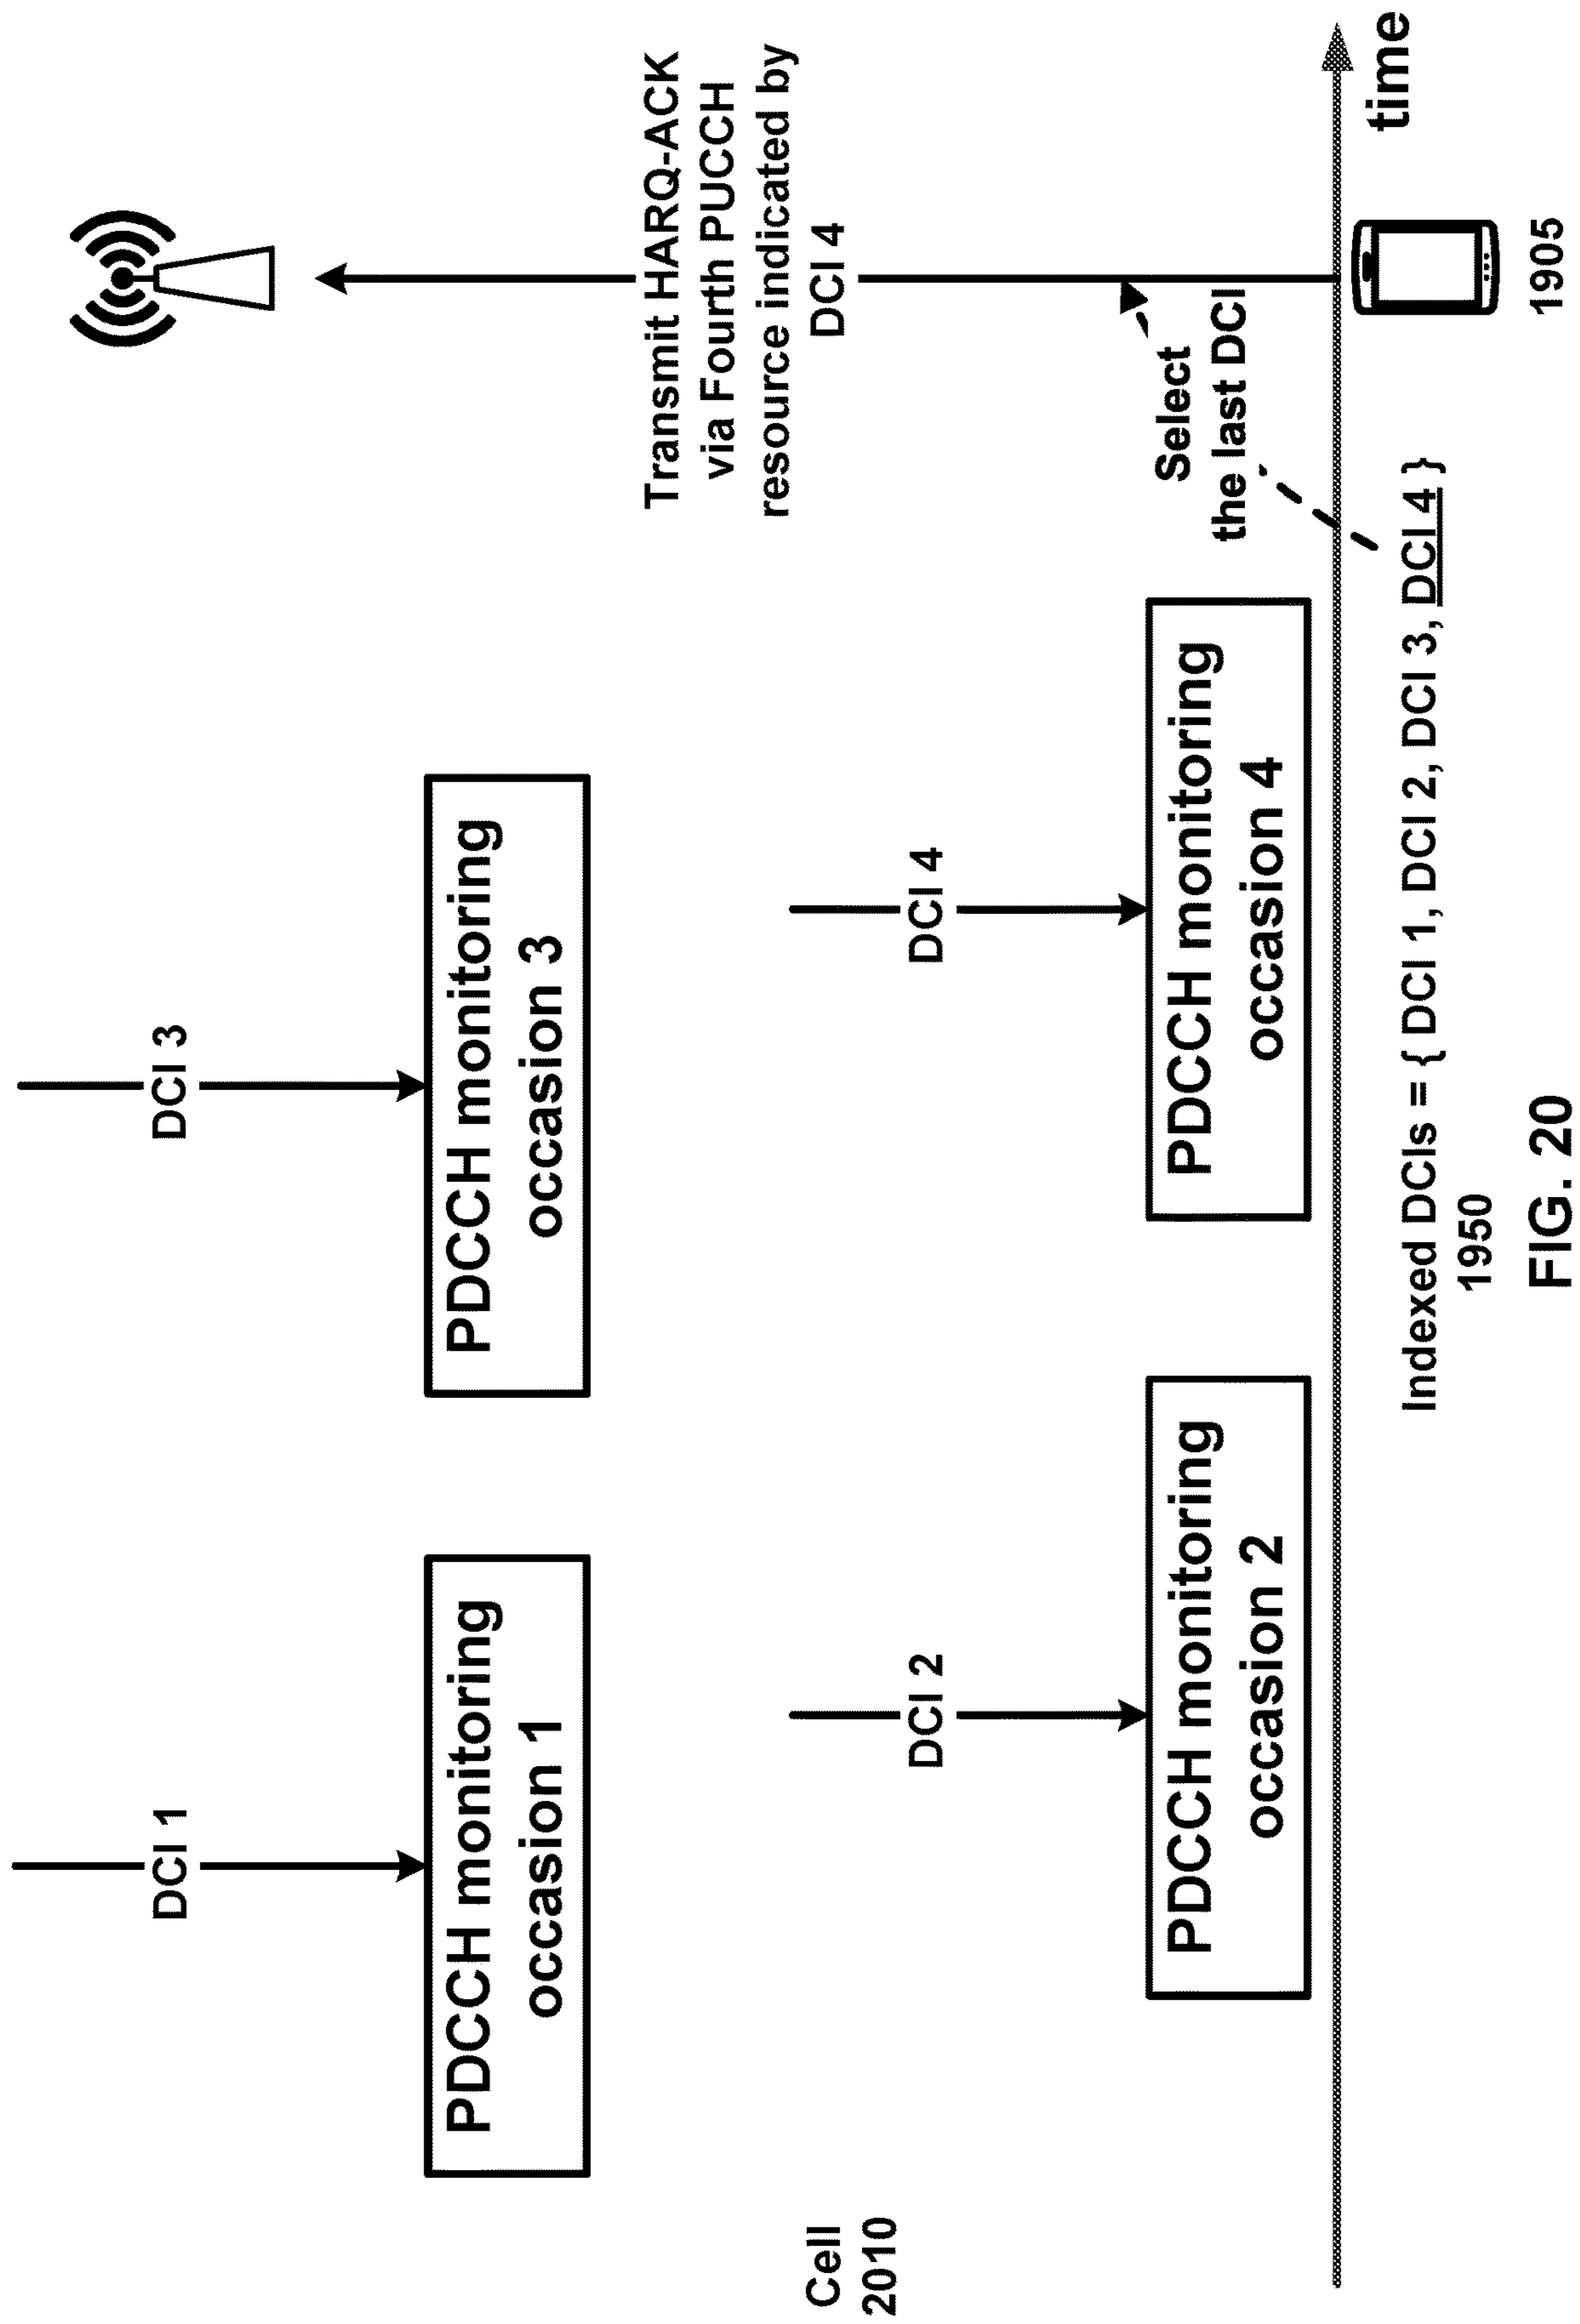 DCI 1
DCI 3
PDCCH monitoring
occasion 1
PDCCH monitoring
occasion 3
Transmit HARQ-ACK
via Fourth PUCCH
resource indicated by
DCI 4
Cell
2010
DCI 2
DCI 4
PDCCH monitoring
occasion 2
PDCCH monitoring
occasion 4
Select
the last DCI
time
Indexed DCIs = { DCI 1, DCI 2, DCI 3, DCI 4 }
1950
1905
FIG. 20